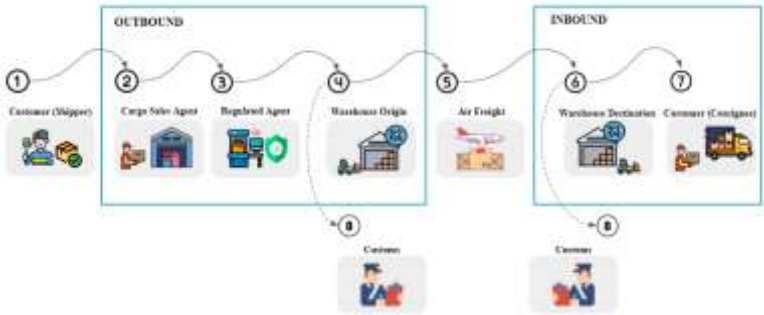 OUTBOUND
INBOUND
1
2
3
4
5
6
7
Customer (Shipper)
Cargo Sales Agent
Regulated Agent
Warehouse Origin
Air Freight
Warehouse Destination
Customer (Consignee)
8
8
Customs
Customs